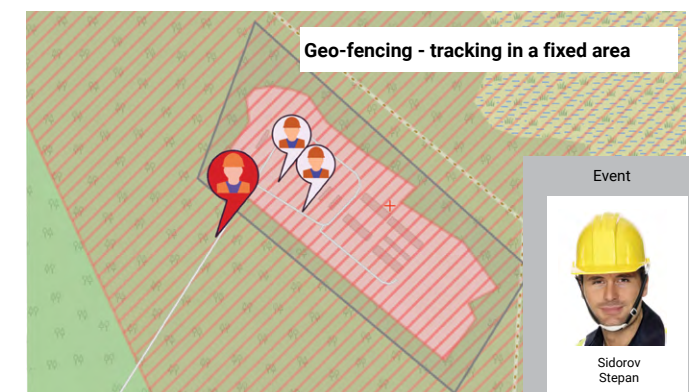 Geo-fencing - tracking in a fixed area
Event
Sidorov
Stepan